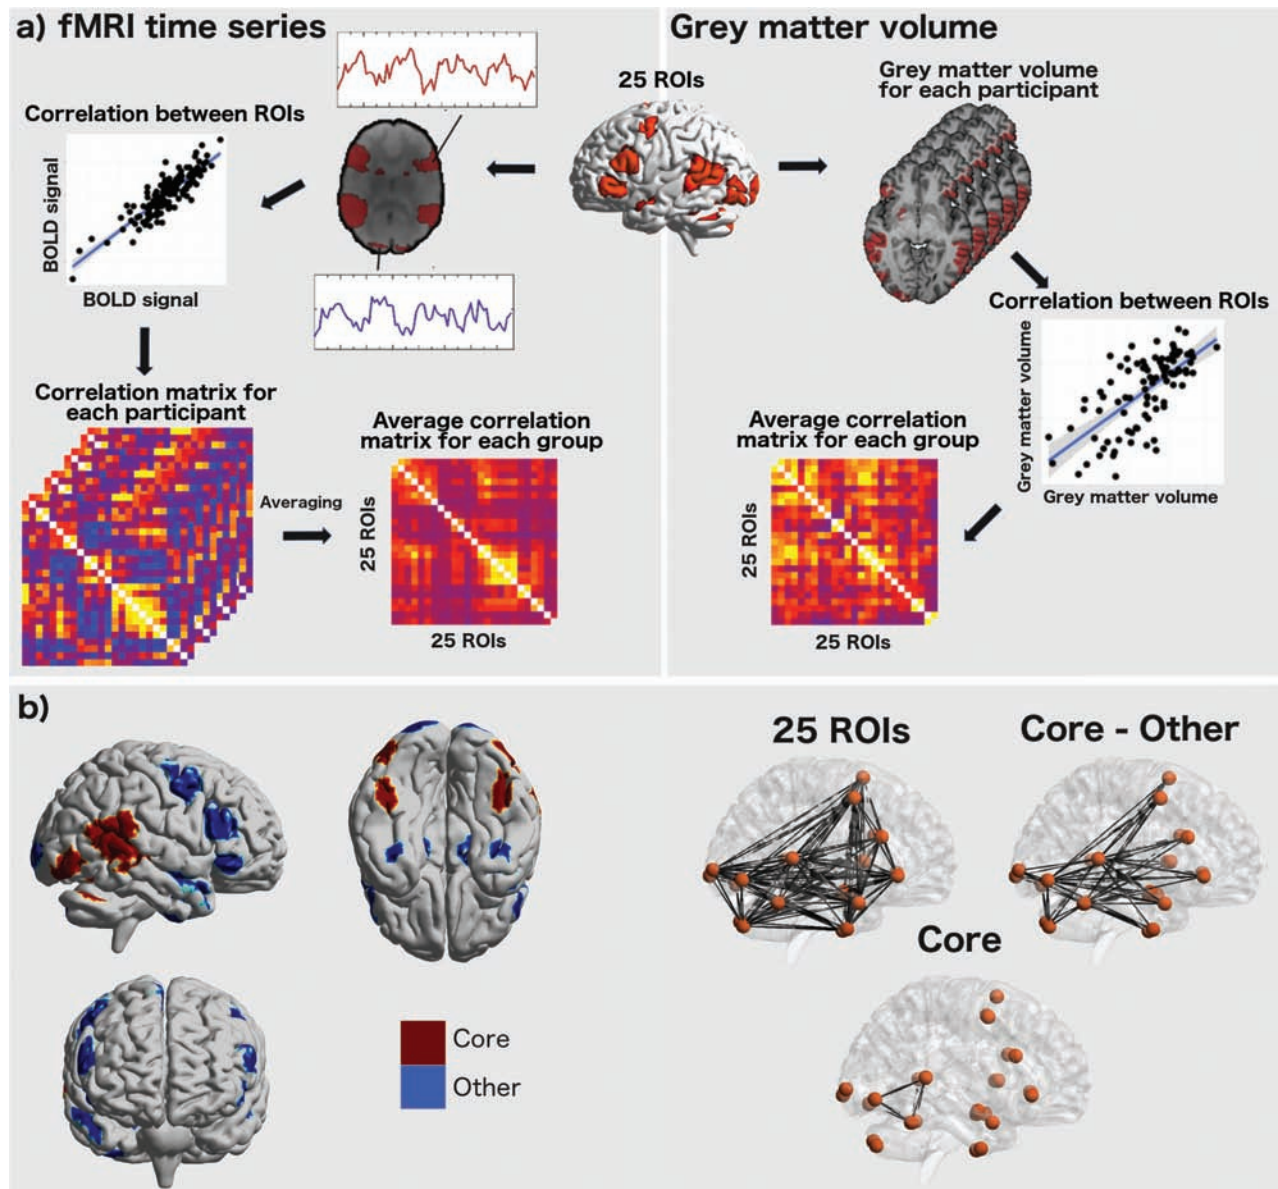 a) fMRI time series
Correlation between ROIs
BOLD signal
BOLD signal
Correlation matrix for
each participant
Averaging
Average correlation
matrix for each group
25 ROIs
25 ROIs
25 ROIs
Grey matter volume
Grey matter volume
for each participant
Correlation between ROIs
Grey matter volume
Grey matter volume
Average correlation
matrix for each group
25 ROIs
25 ROIs
b)
Core
Other
25 ROIs
Core - Other
Core